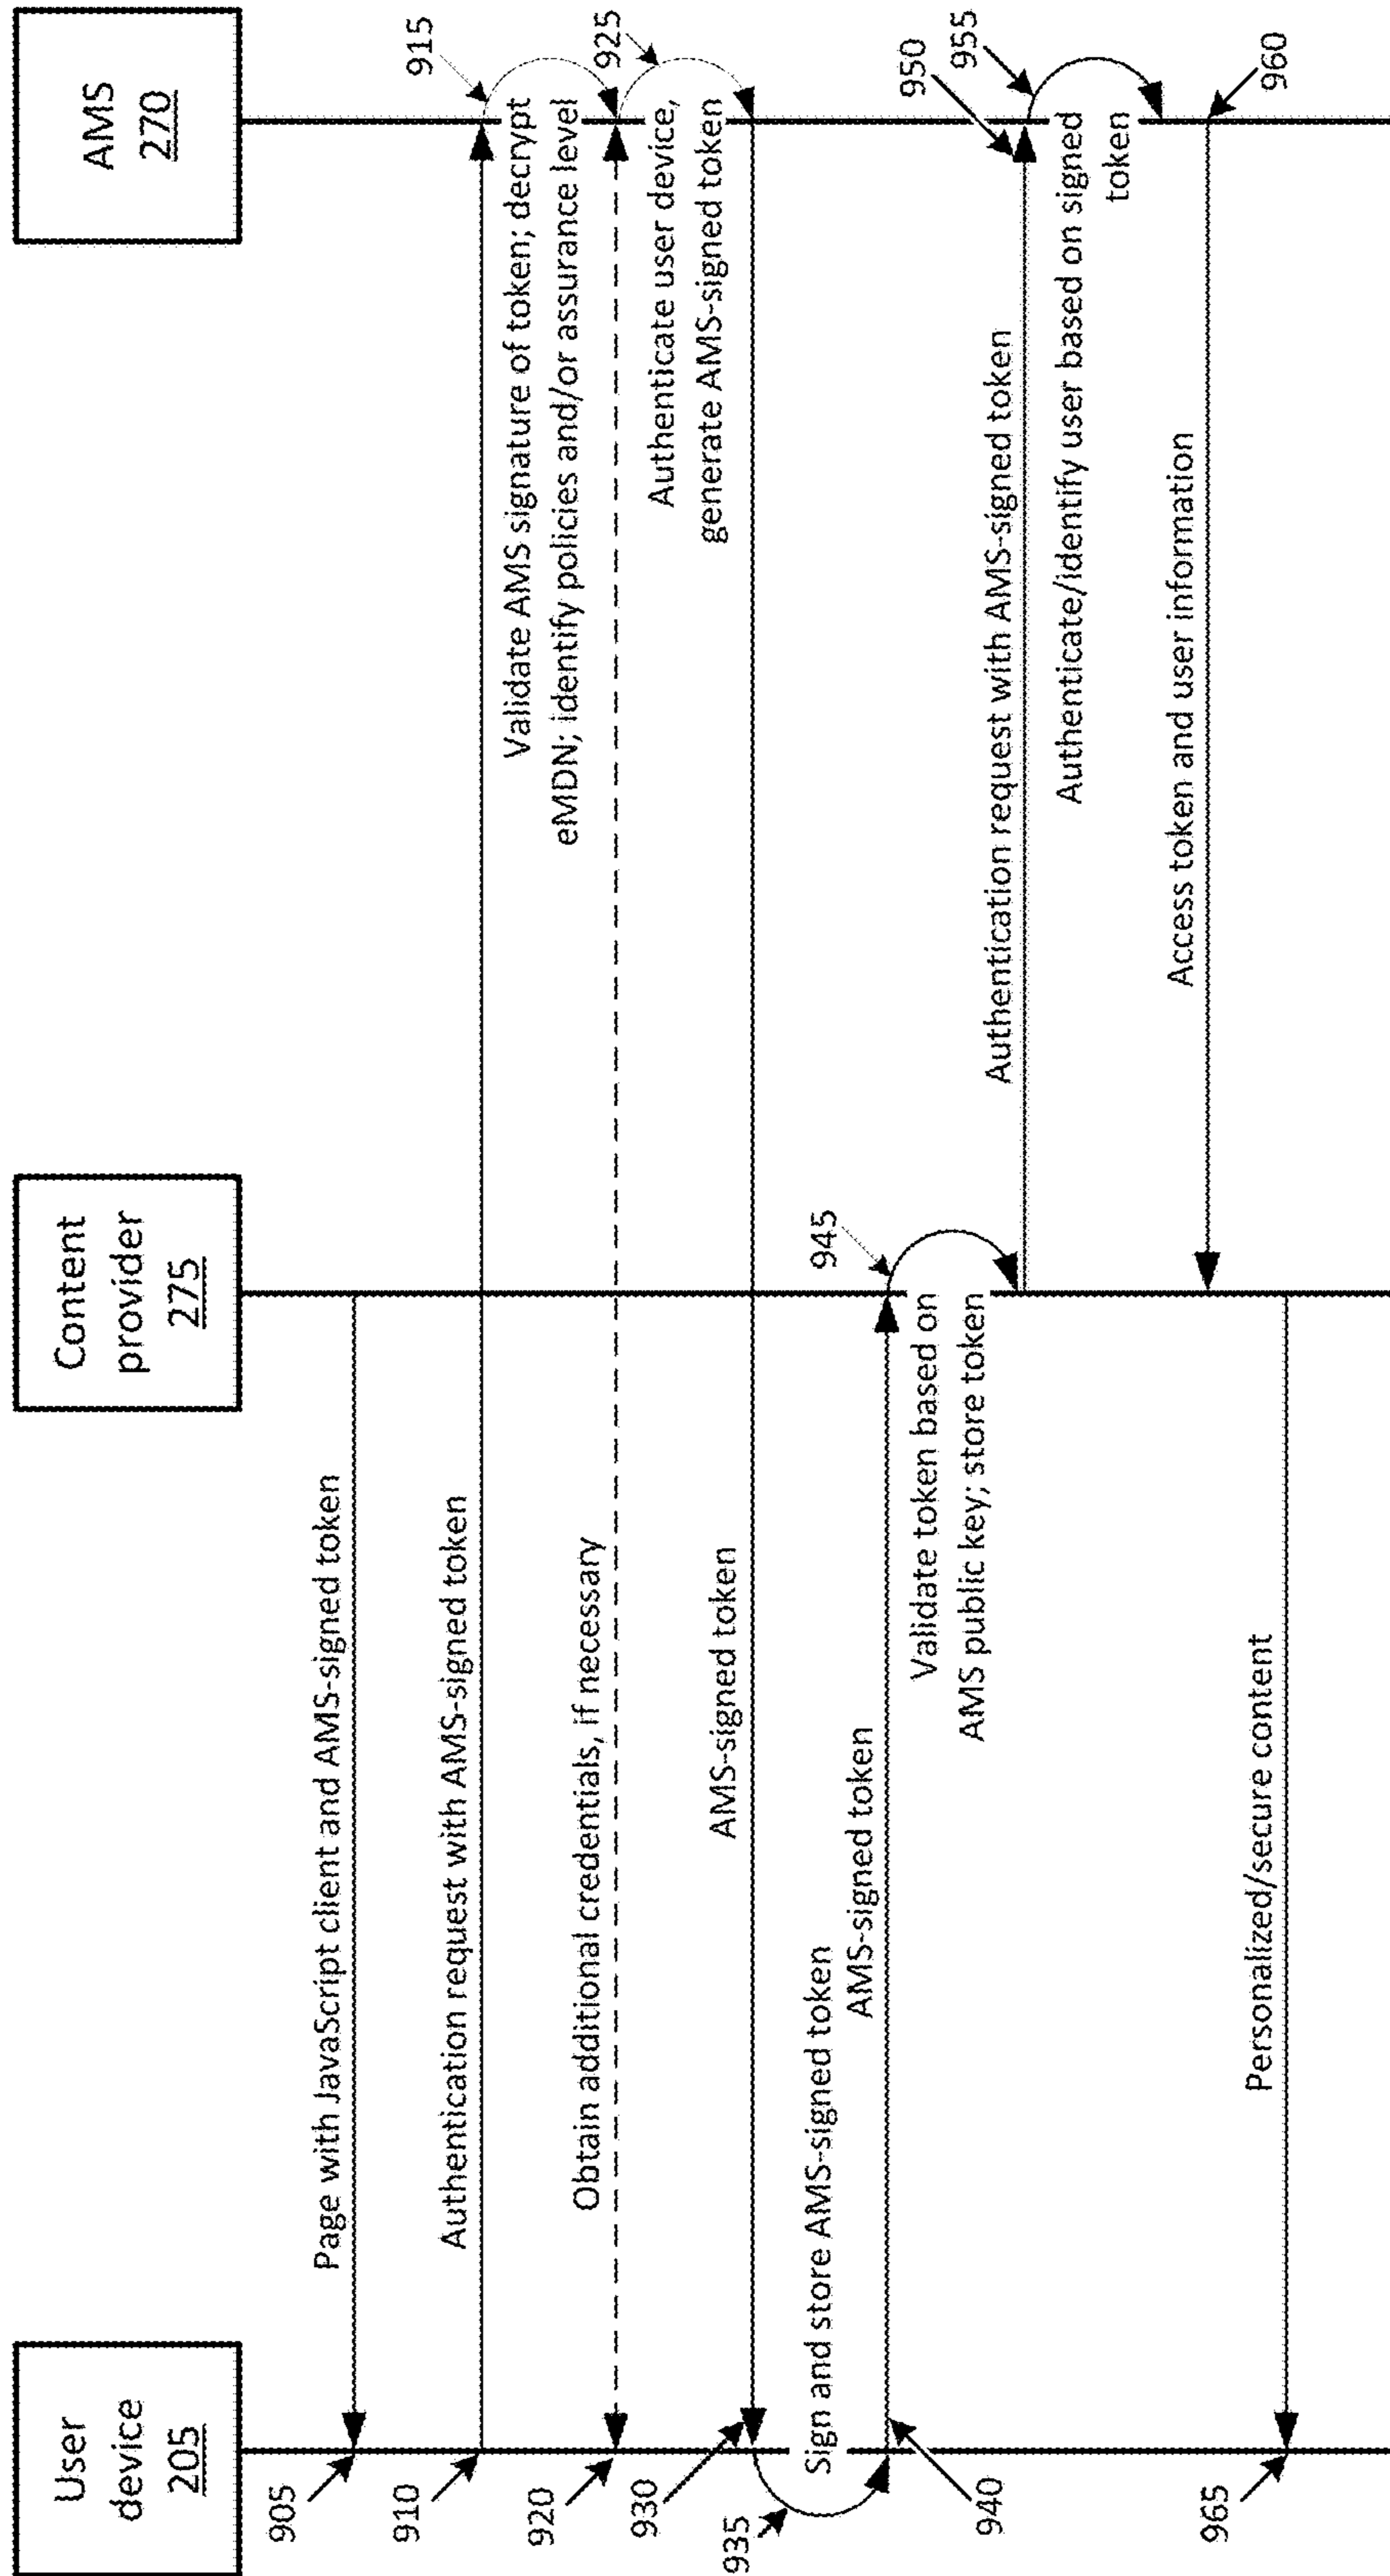 User
device
205
Content
provider
275
AMS
270
905
Page with JavaScript client and AMS-signed token
910
Authentication request with AMS-signed token
915
Validate AMS signature of token; decrypt
eMDN; identify policies and/or assurance level
920
Obtain additional credentials, if necessary
925
Authenticate user device,
generate AMS-signed token
930
AMS-signed token
935
Sign and store AMS-signed token
940
AMS-signed token
945
Validate token based on
AMS public key; store token
950
Authentication request with AMS-signed token
955
Authenticate/identify user based on signed
token
960
Access token and user information
965
Personalized/secure content